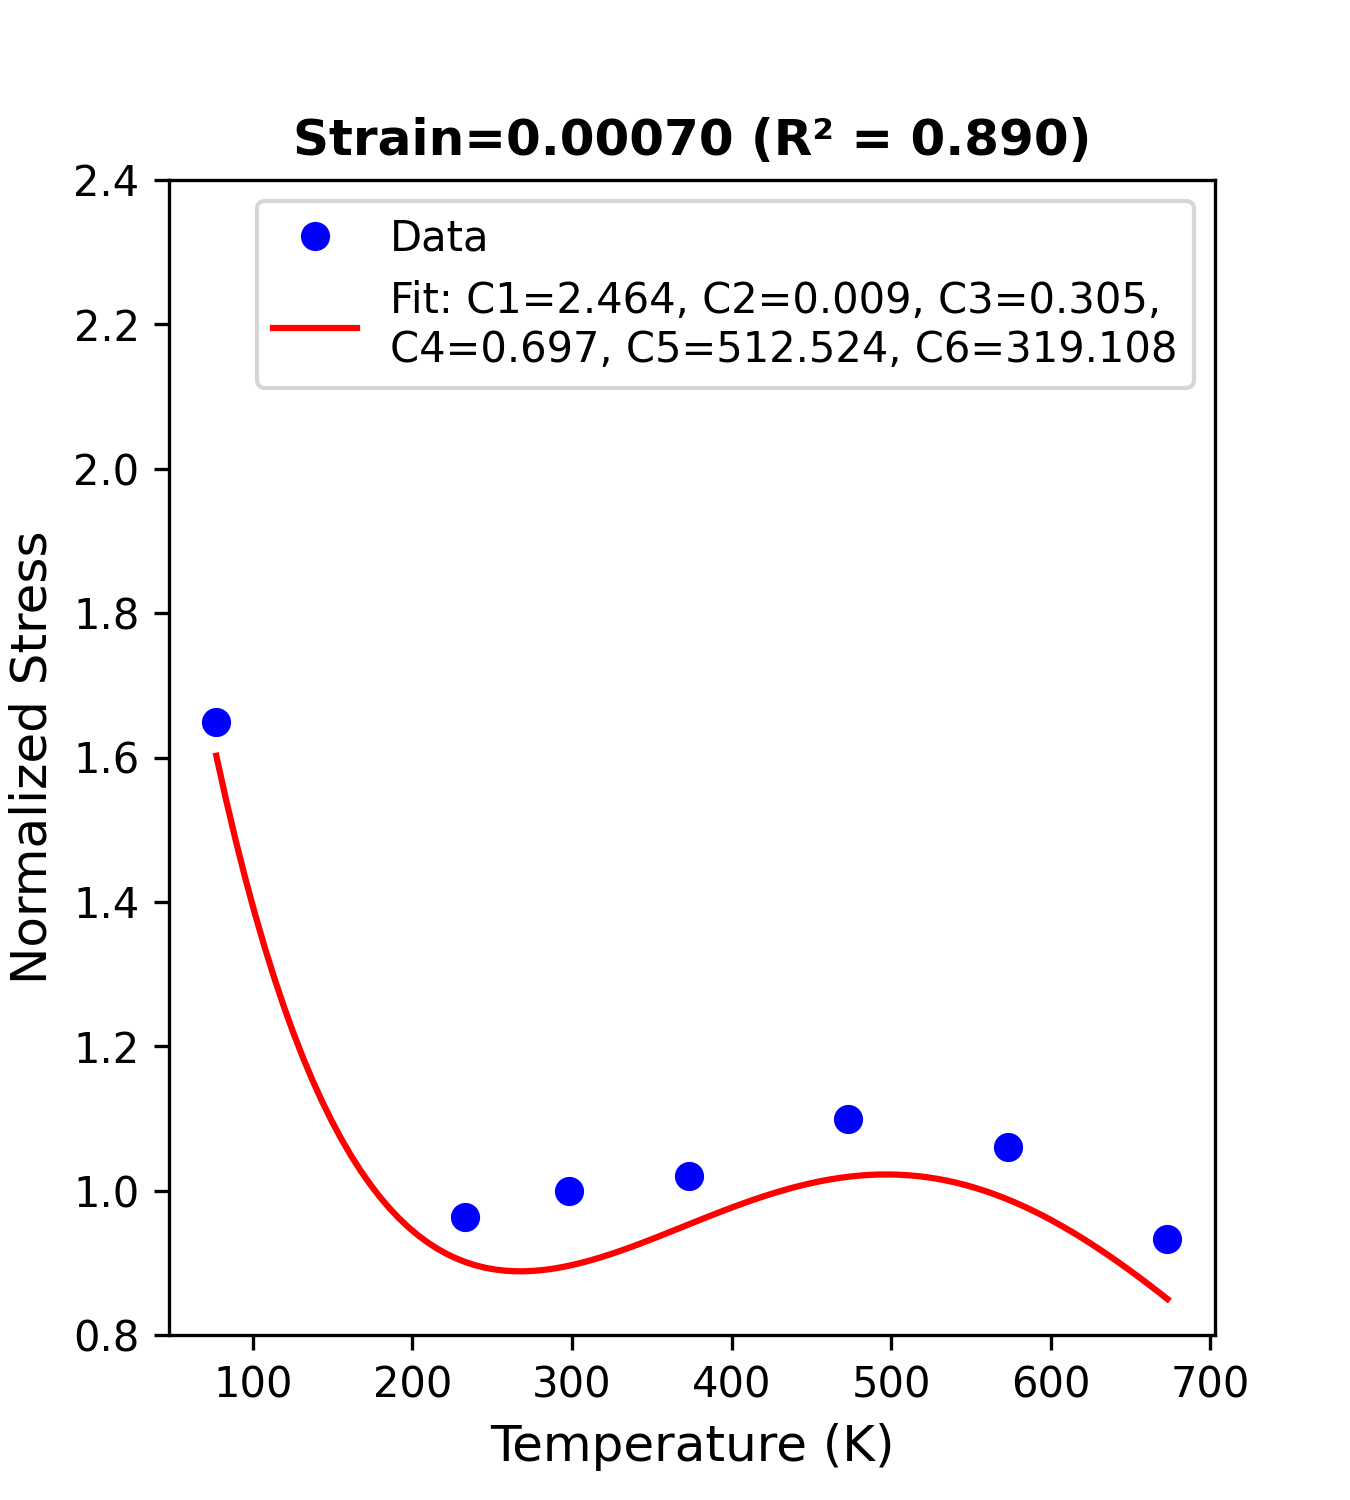 Strain=0.00070 (R² = 0.890)
2.4
Data
Fit: C1=2.464, C2=0.009, C3=0.305,
C4=0.697, C5=512.524, C6=319.108
2.2
2.0
1.8
1.6
1.4
1.2
1.0
0.8
Normalized Stress
100 200 300 400 500 600 700
Temperature (K)